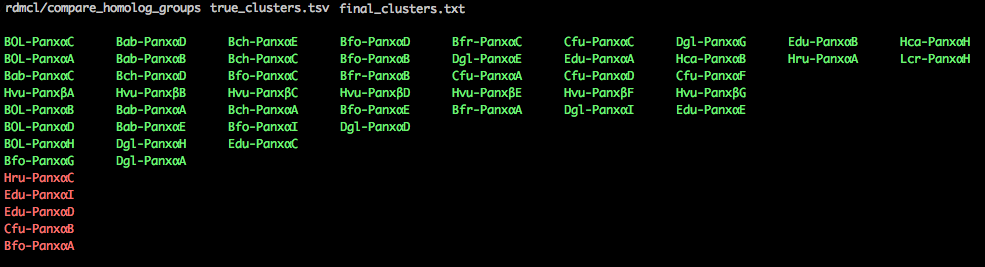 rdmcl/compare_homolog_groups true_clusters.tsv final_clusters.txt
BOL-PanxαC Bab-PanxαD Bch-PanxαE Bfo-PanxαD Bfr-PanxαC Cfu-PanxαC Dgl-PanxαG Edu-PanxαB Hca-PanxαH
BOL-PanxαA Bab-PanxαB Bch-PanxαC Bfo-PanxαB Dgl-PanxαE Edu-PanxαA Hca-PanxαB Hru-PanxαA Lcr-PanxαH
Bab-PanxαC Bch-PanxαD Bfo-PanxαC Bfr-PanxαB Cfu-PanxαA Cfu-PanxαD Cfu-PanxαF
Hvu-PanxβA Hvu-PanxβB Hvu-PanxβC Hvu-PanxβD Hvu-PanxβE Hvu-PanxβF Hvu-PanxβG
BOL-PanxαB Bab-PanxαA Bch-PanxαA Bfo-PanxαE Bfr-PanxαA Dgl-PanxαI Edu-PanxαE
BOL-PanxαD Bab-PanxαE Bfo-PanxαI Dgl-PanxαD
BOL-PanxαH Dgl-PanxαH Edu-PanxαC
Bfo-PanxαG Dgl-PanxαA
Hru-PanxαC
Edu-PanxαI
Edu-PanxαD
Cfu-PanxαB
Bfo-PanxαA